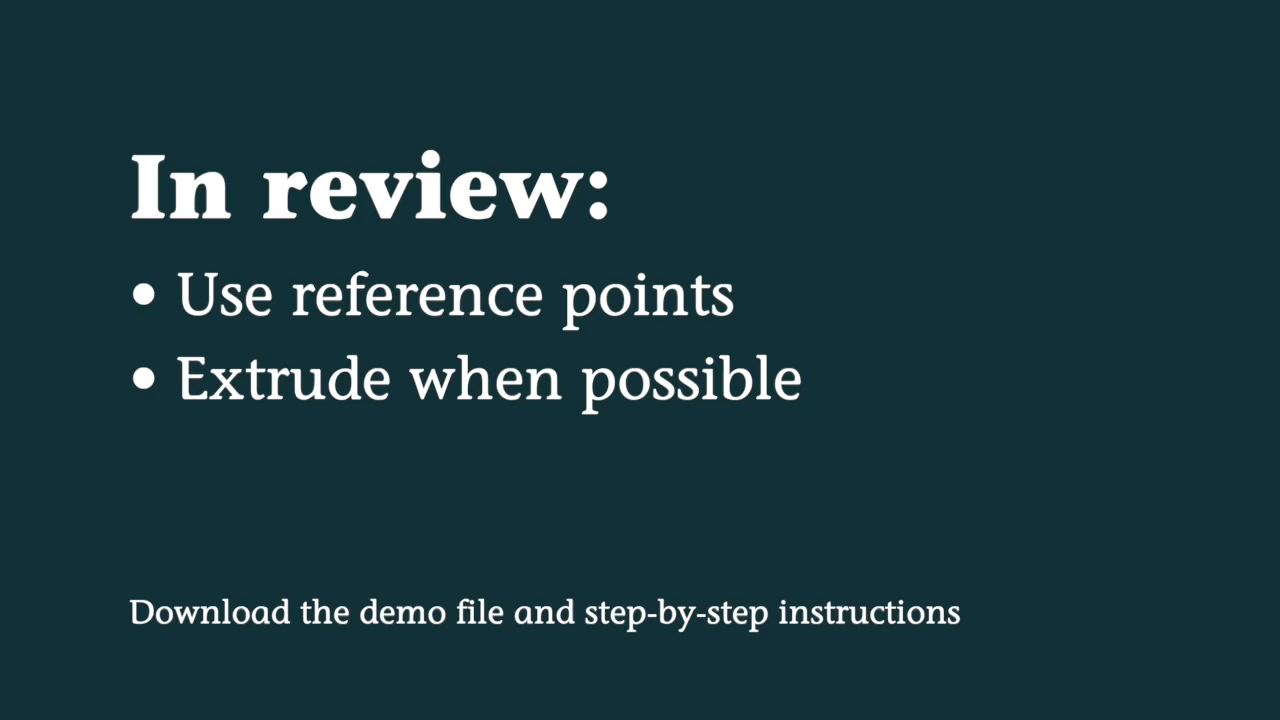 In review:
• Use reference points
• Extrude when possible
Download the demo file and step-by-step instructions